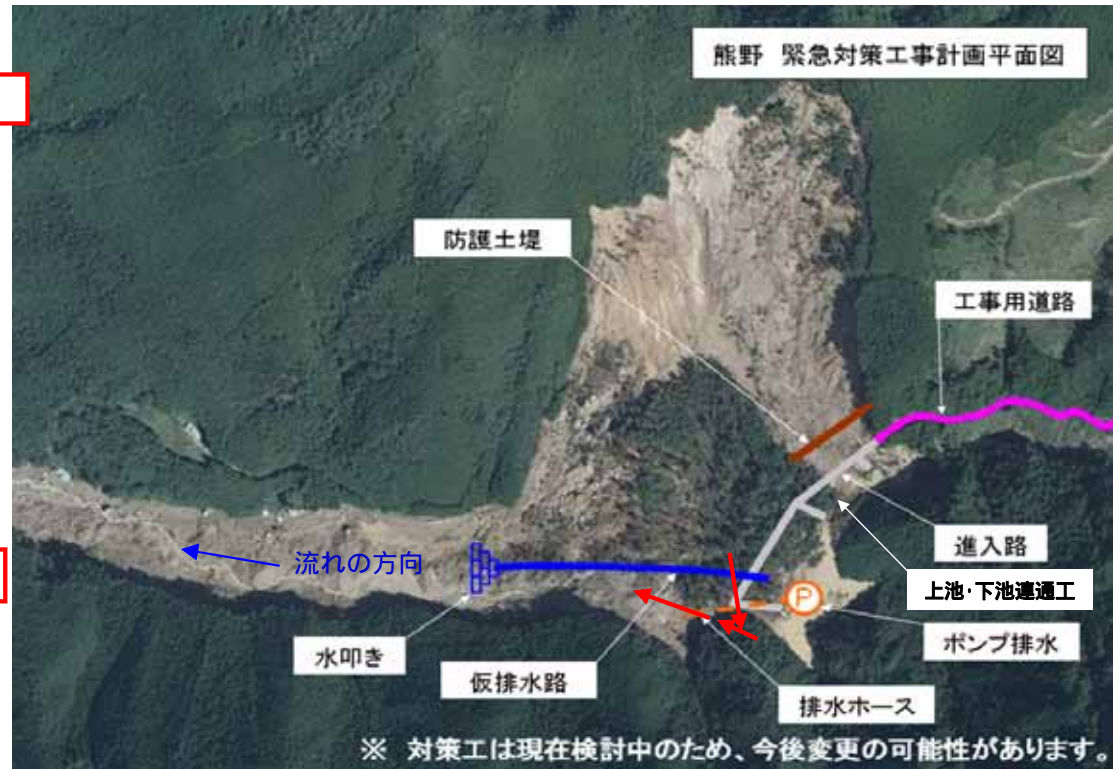 熊野 緊急対策工事計画平面図
防護土堤
工事用道路
進入路
流れの方向
上池・下池連通工
P
ポンプ排水
水叩き
仮排水路
排水ホース
※ 対策工は現在検討中のため、今後変更の可能性があります。